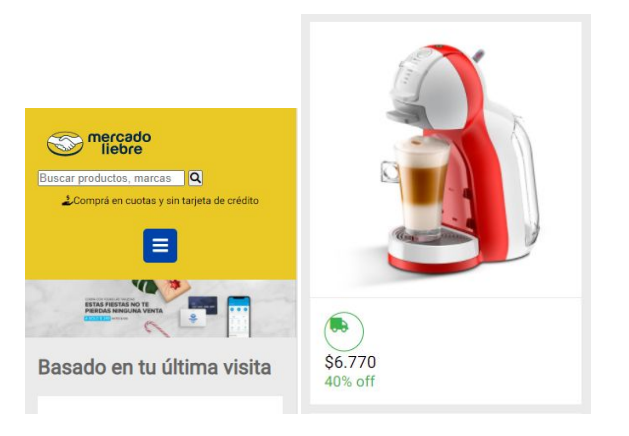 mercado
liebre
Buscar productos, marcas
Comprá en cuotas y sin tarjeta de crédito
ESTAS FIESTAS NO TE
PIERDAS NINGUNA VENTA
Basado en tu última visita
$6.770
40% off